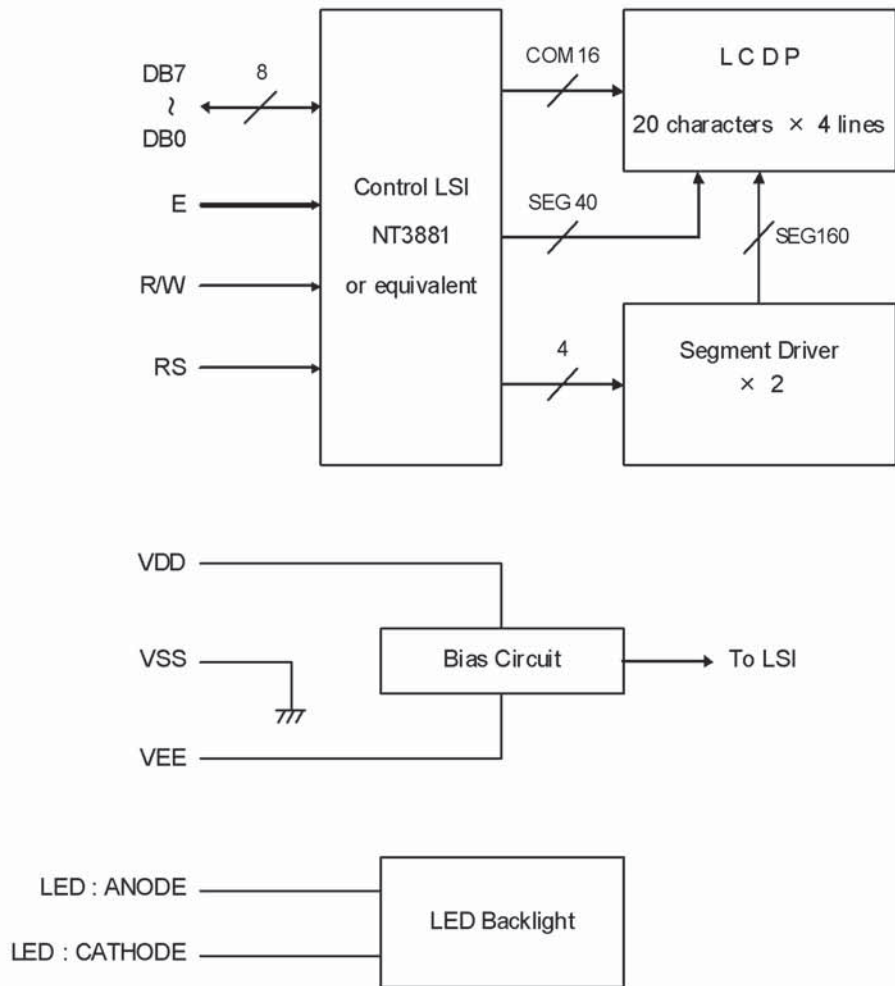 DB7
~
DB0
8
E
R/W
RS
Control LSI
NT3881
or equivalent
COM 16
SEG 40
4
L C D P
20 characters × 4 lines
SEG160
Segment Driver
× 2
VDD
VSS
VEE
Bias Circuit
To LSI
LED : ANODE
LED : CATHODE
LED Backlight